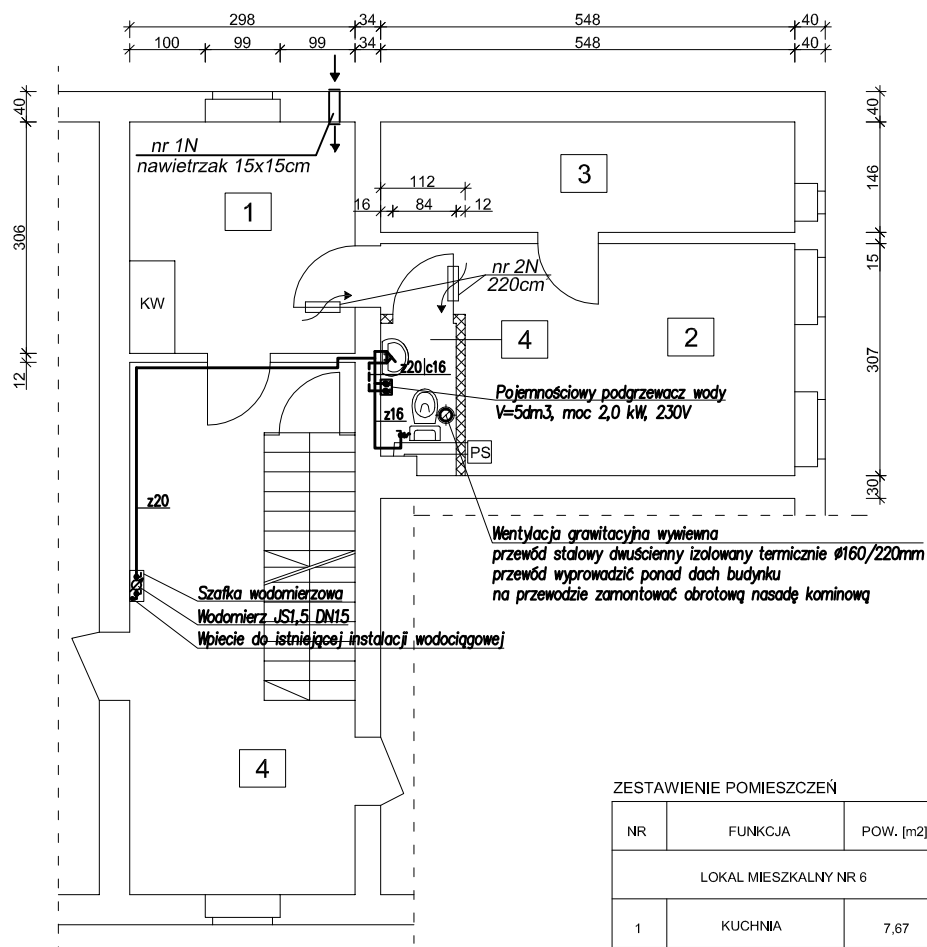 298
34
548
40
100
99
99
34
548
40
40
306
12
40
146
15
307
30
nr 1N
nawietrzak 15x15cm
1
3
112
16
84
12
KW
nr 2N
220cm
4
2
z20
c16
Pojemnościowy podgrzewacz wody
V=5dm3, moc 2,0 kW, 230V
z16
PS
z20
Wentylacja grawitacyjna wywiewna
przewód stalowy dwuścienny izolowany termicznie ø160/220mm
przewód wyprowadzić ponad dach budynku
na przewodzie zamontować obrotową nasadę kominową
Szafka wodomierzowa
Wodomierz JS1,5 DN15
Wpiecie do istniejącej instalacji wodociągowej
4
ZESTAWIENIE POMIESZCZEŃ
NR FUNKCJA POW. [m2]
LOKAL MIESZKALNY NR 6
1 KUCHNIA 7,67